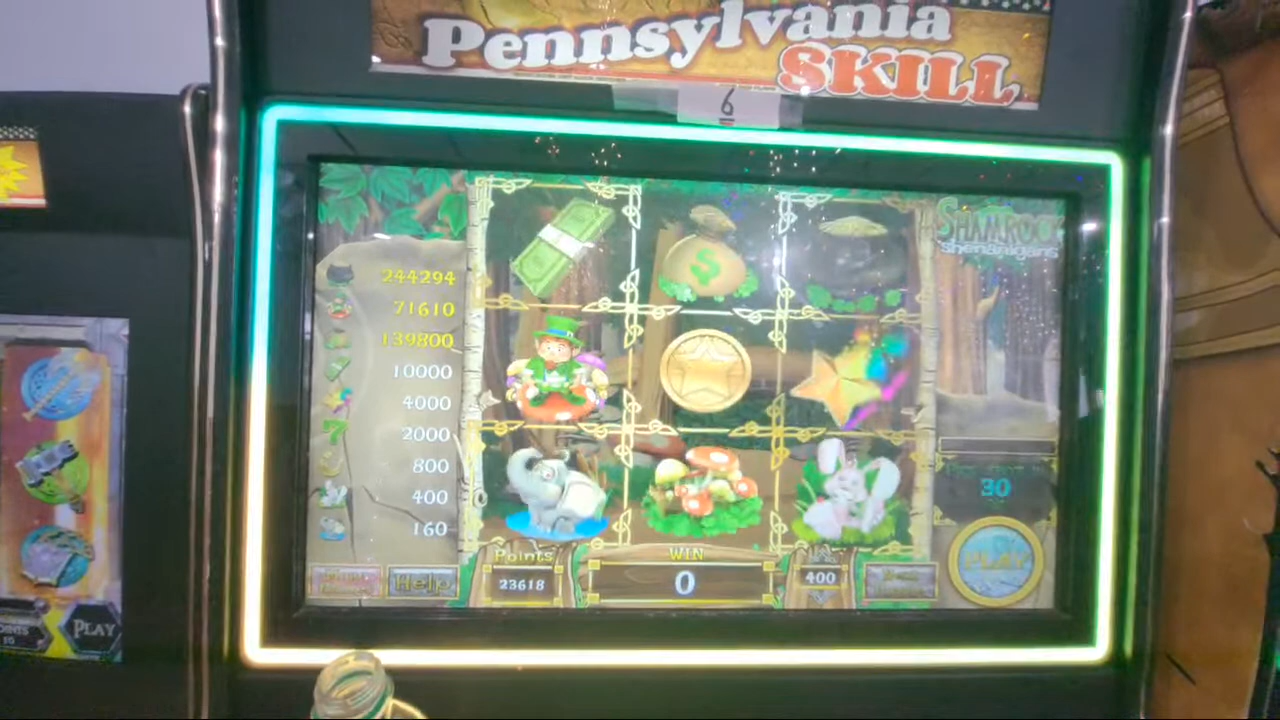 Pennsylvania
SKILL
6
SHAMROCK
shenanigans
244294
71610
139800
10000
4000
2000
800
400
160
30
PLAY
Points
23618
WIN
0
400
Help
PLAY